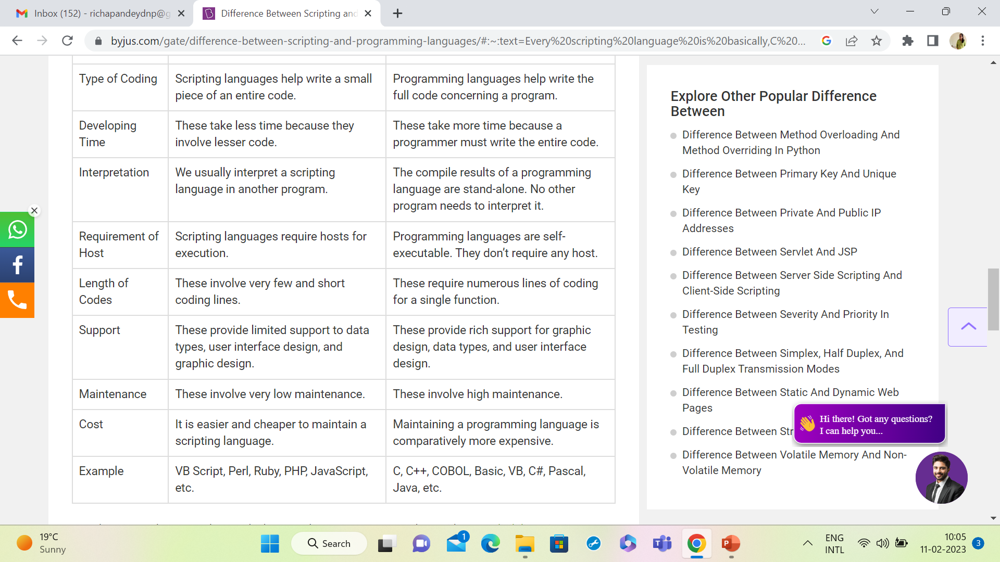 Inbox (152) - richapandeydnp@g
Difference Between Scripting and
byjus.com/gate/difference-between-scripting-and-programming-languages/#:~:text=Every%20scripting%20language%20is%20basically,C%20...
Type of Coding
Scripting languages help write a small
piece of an entire code.
Programming languages help write the
full code concerning a program.
Developing
Time
These take less time because they
involve lesser code.
These take more time because a
programmer must write the entire code.
Interpretation
We usually interpret a scripting
language in another program.
The compile results of a programming
language are stand-alone. No other
program needs to interpret it.
Requirement of
Host
Scripting languages require hosts for
execution.
Programming languages are self-
executable. They don’t require any host.
Length of
Codes
These involve very few and short
coding lines.
These require numerous lines of coding
for a single function.
Support
These provide limited support to data
types, user interface design, and
graphic design.
These provide rich support for graphic
design, data types, and user interface
design.
Maintenance
These involve very low maintenance.
These involve high maintenance.
Cost
It is easier and cheaper to maintain a
scripting language.
Maintaining a programming language is
comparatively more expensive.
Example
VB Script, Perl, Ruby, PHP, JavaScript,
etc.
C, C++, COBOL, Basic, VB, C#, Pascal,
Java, etc.
Explore Other Popular Difference
Between
Difference Between Method Overloading And
Method Overriding In Python
Difference Between Primary Key And Unique
Key
Difference Between Private And Public IP
Addresses
Difference Between Servlet And JSP
Difference Between Server Side Scripting And
Client-Side Scripting
Difference Between Severity And Priority In
Testing
Difference Between Simplex, Half Duplex, And
Full Duplex Transmission Modes
Difference Between Static And Dynamic Web
Pages
Difference Between Str
Difference Between Volatile Memory And Non-
Volatile Memory
Hi there! Got any questions?
I can help you...
19°C
Sunny
Search
1
ENG
INTL
10:05
11-02-2023
3